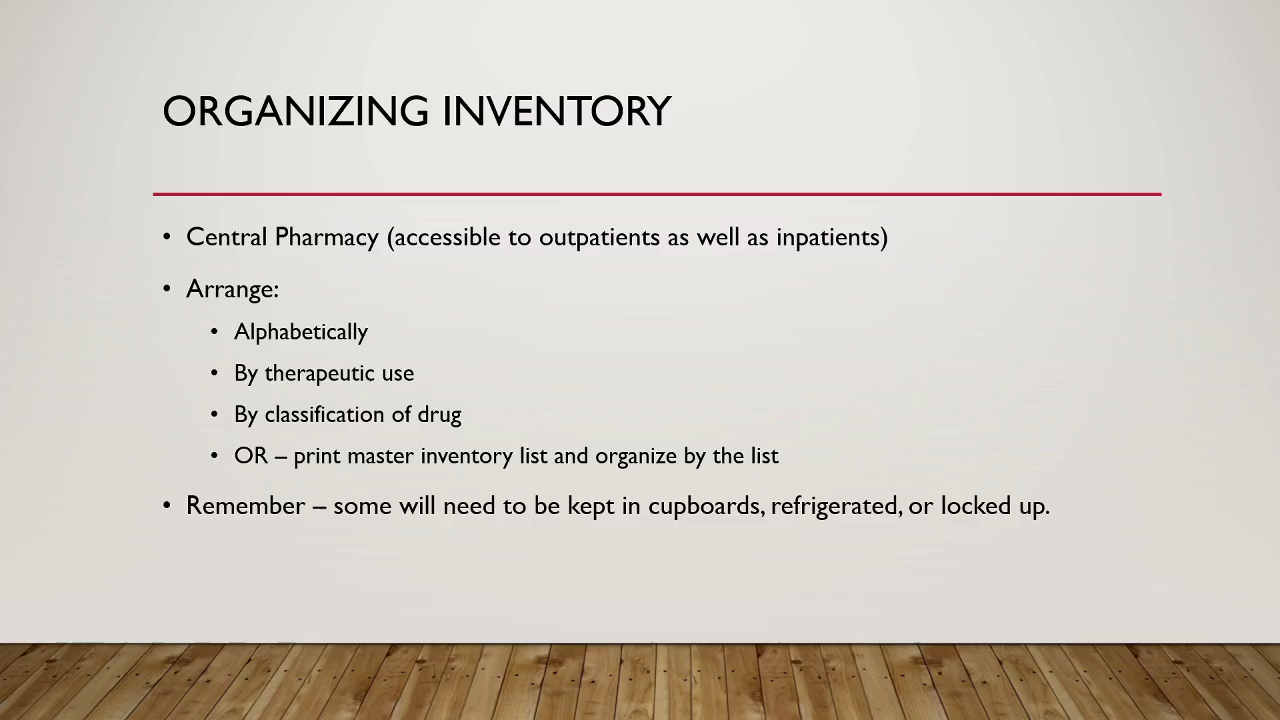 ORGANIZING INVENTORY
• Central Pharmacy (accessible to outpatients as well as inpatients)
• Arrange:
• Alphabetically
• By therapeutic use
• By classification of drug
• OR – print master inventory list and organize by the list
• Remember – some will need to be kept in cupboards, refrigerated, or locked up.